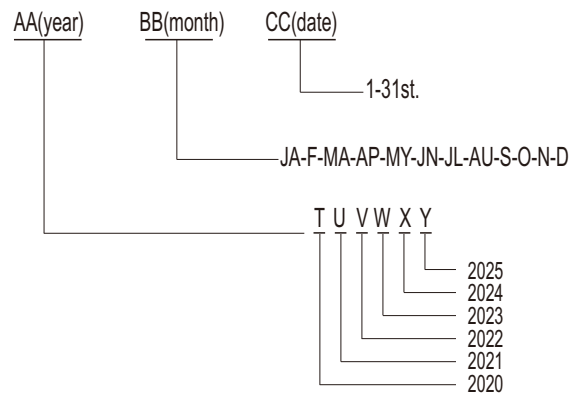 AA(year) BB(month) CC(date)
1-31st.
JA-F-MA-AP-MY-JN-JL-AU-S-O-N-D
T U V W X Y
2025
2024
2023
2022
2021
2020